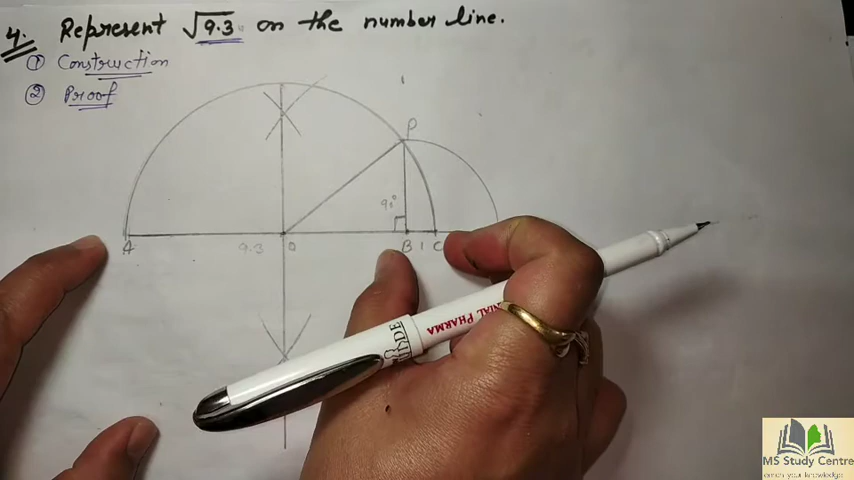 4. Represent √9.3 on the number line.
① Construction
② Proof
P
90°
A 9.3 O B 1 C
MS Study Centre